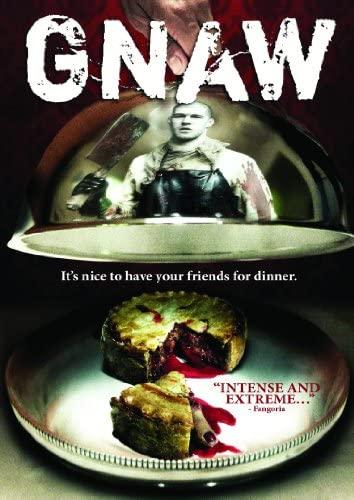 GNAW
It's nice to have your friends for dinner.
"INTENSE AND
EXTREME..."
- Fangoria